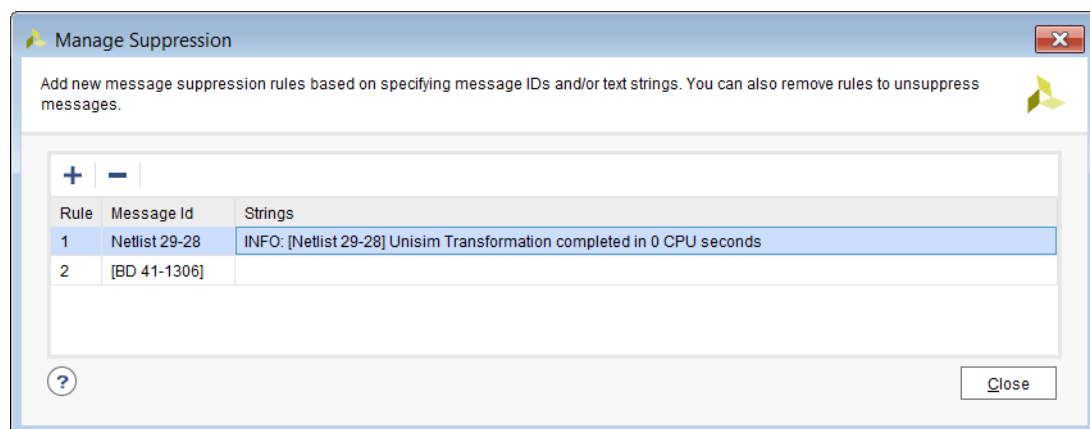 Manage Suppression
Add new message suppression rules based on specifying message IDs and/or text strings. You can also remove rules to unsuppress
messages.
Rule Message Id Strings
1 Netlist 29-28 INFO: [Netlist 29-28] Unisim Transformation completed in 0 CPU seconds
2 [BD 41-1306]
?
Close